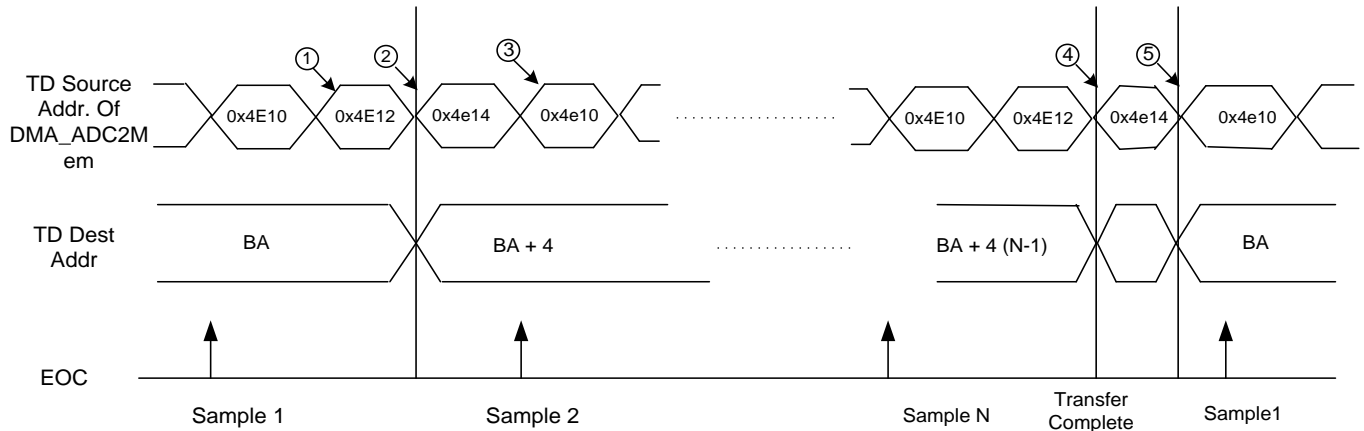 ① ② ③ ④ ⑤
TD Source
Addr. Of
DMA_ADC2M
em
0x4E10 0x4E12 0x4e14 0x4e10 0x4E10 0x4E12 0x4e14 0x4e10
TD Dest
Addr
BA BA + 4 BA + 4 (N-1) BA
EOC
Sample 1 Sample 2 Sample N Transfer
Complete Sample1